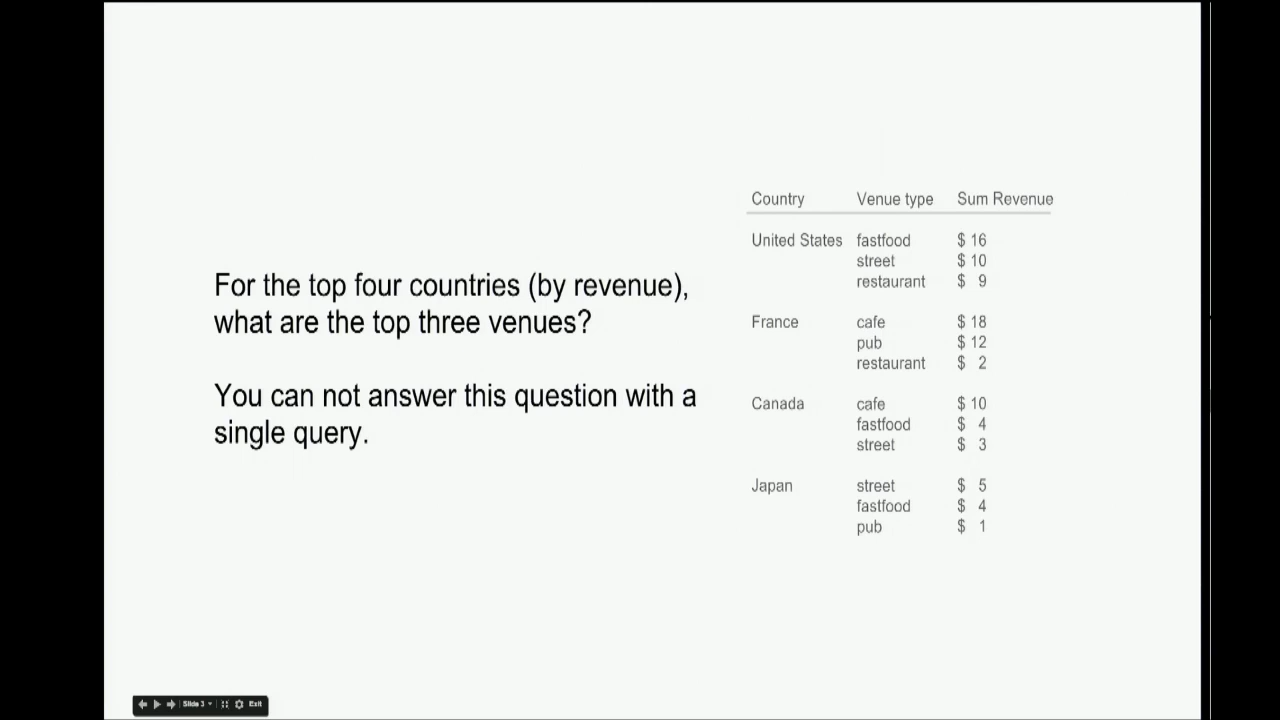 For the top four countries (by revenue),
what are the top three venues?
You can not answer this question with a
single query.
Country Venue type Sum Revenue
United States fastfood $ 16
street $ 10
restaurant $ 9
France cafe $ 18
pub $ 12
restaurant $ 2
Canada cafe $ 10
fastfood $ 4
street $ 3
Japan street $ 5
fastfood $ 4
pub $ 1
Slide 3 Exit